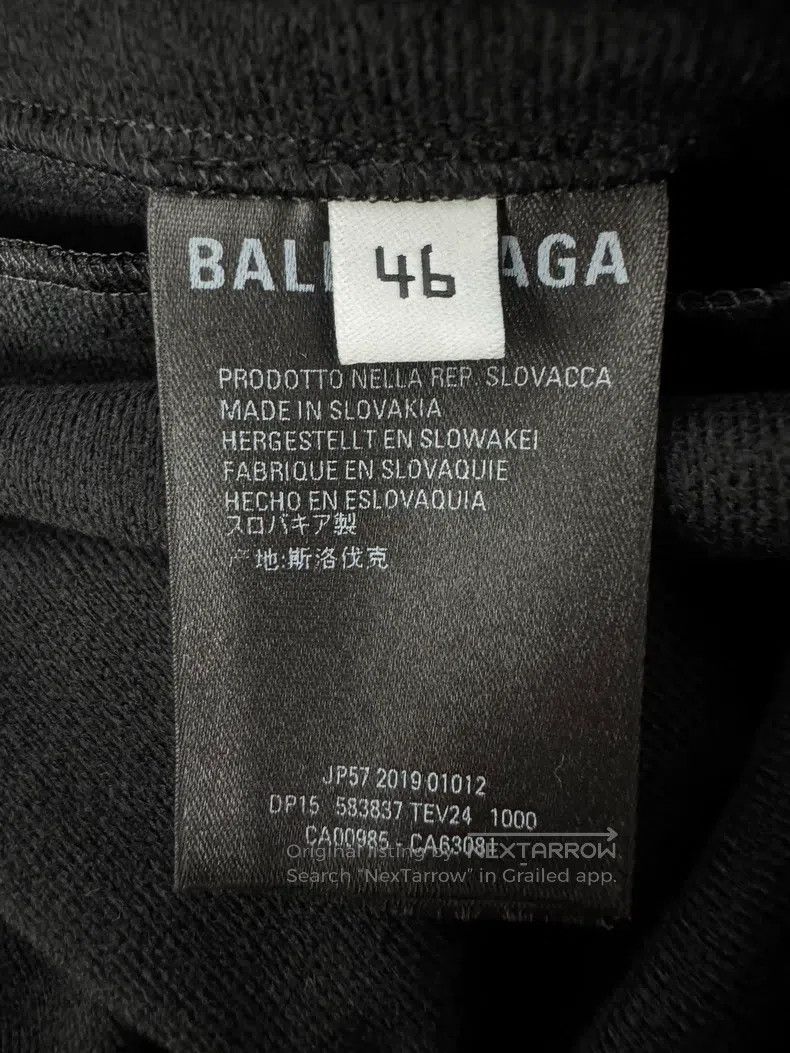 BAL AGA
46
PRODOTTO NELLA REP. SLOVACCA
MADE IN SLOVAKIA
HERGESTELLT EN SLOWAKEI
FABRIQUE EN SLOVAQUIE
HECHO EN ESLOVAQUIA
スロバキア製
产地:斯洛伐克
JP57 2019 01012
DP15 583837 TEV24 1000
CA00985 - CA63081
Original listing by NEXTARROW
Search "NexTarrow" in Grailed app.